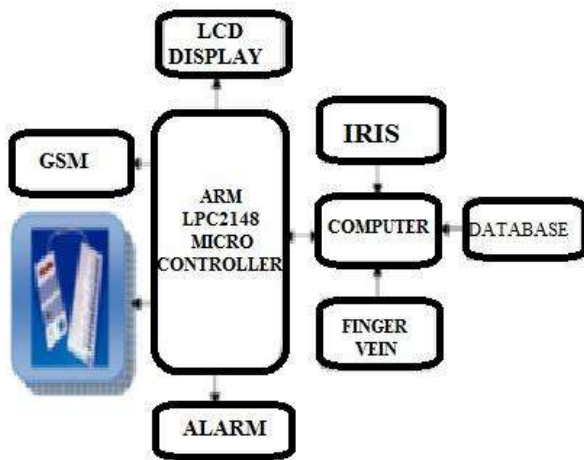 LCD
DISPLAY
GSM
ARM
LPC2148
MICRO
CONTROLLER
IRIS
COMPUTER
DATABASE
FINGER
VEIN
ALARM